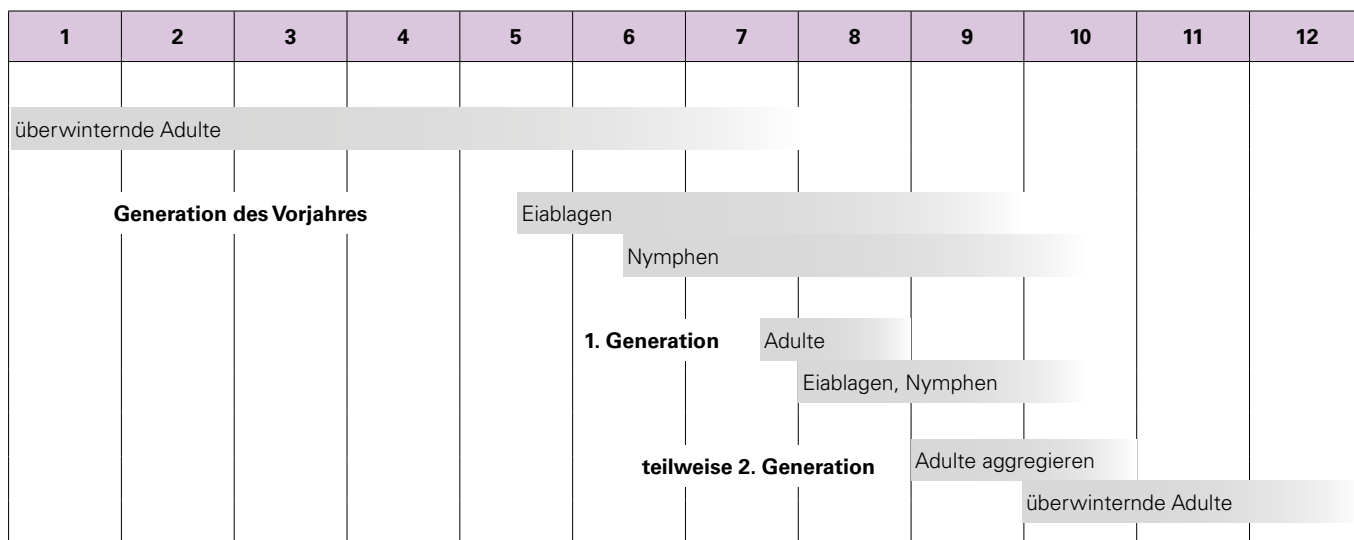 1 2 3 4 5 6 7 8 9 10 11 12
überwinternde Adulte
Generation des Vorjahres Eiablagen
Nymphen
1. Generation Adulte
Eiablagen, Nymphen
teilweise 2. Generation Adulte aggregieren
überwinternde Adulte